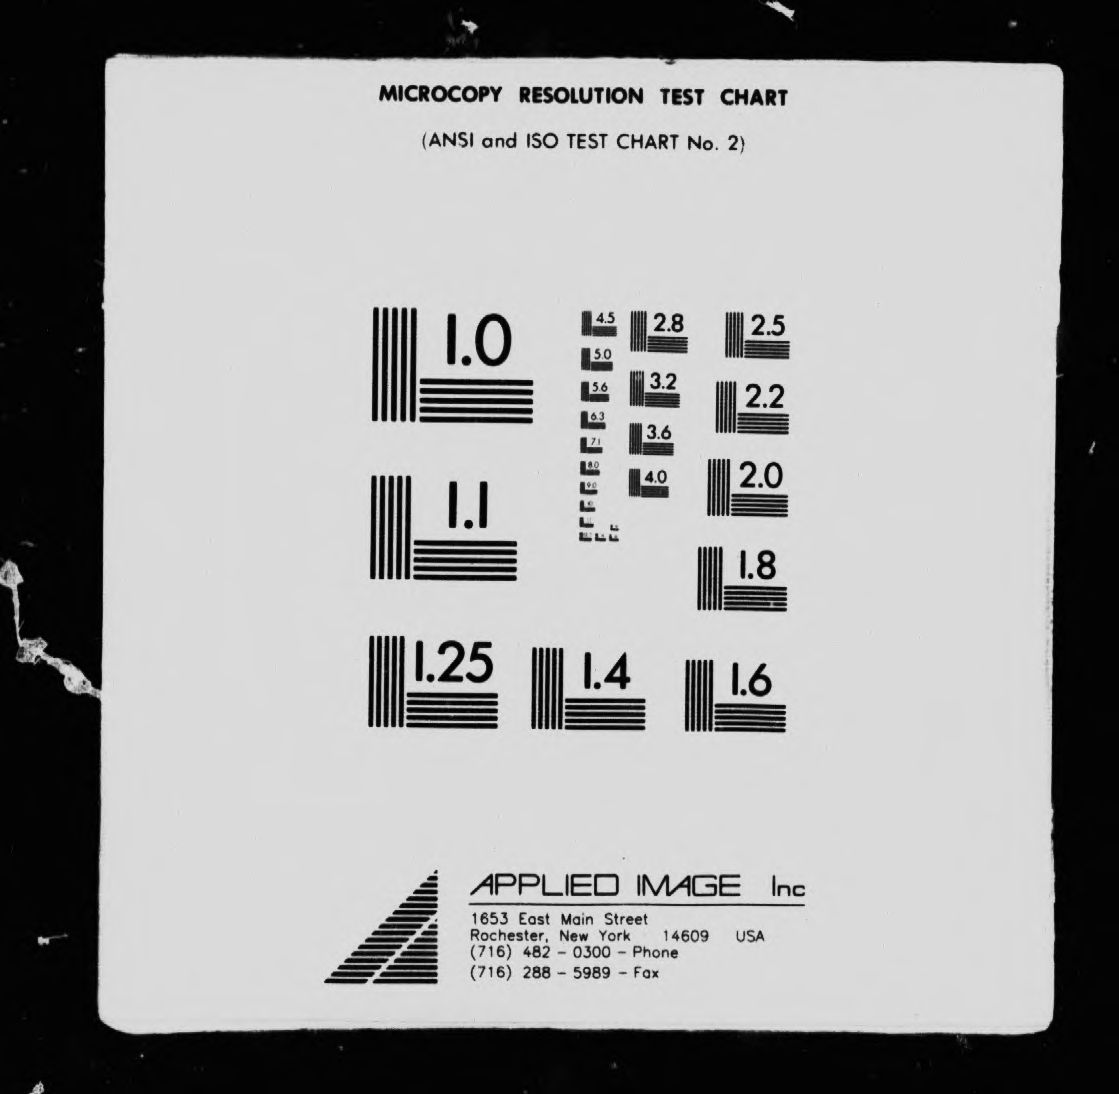 MICROCOPY RESOLUTION TEST CHART
(ANSI and ISO TEST CHART No. 2)
1.0
1.1
1.25
1.4
1.6
1.8
2.0
2.2
2.5
2.8
3.2
3.6
4.0
4.5
5.0
5.6
6.3
7.1
8.0
9.0
APPLIED IMAGE Inc
1653 East Main Street
Rochester, New York 14609 USA
(716) 482 - 0300 - Phone
(716) 288 - 5989 - Fax